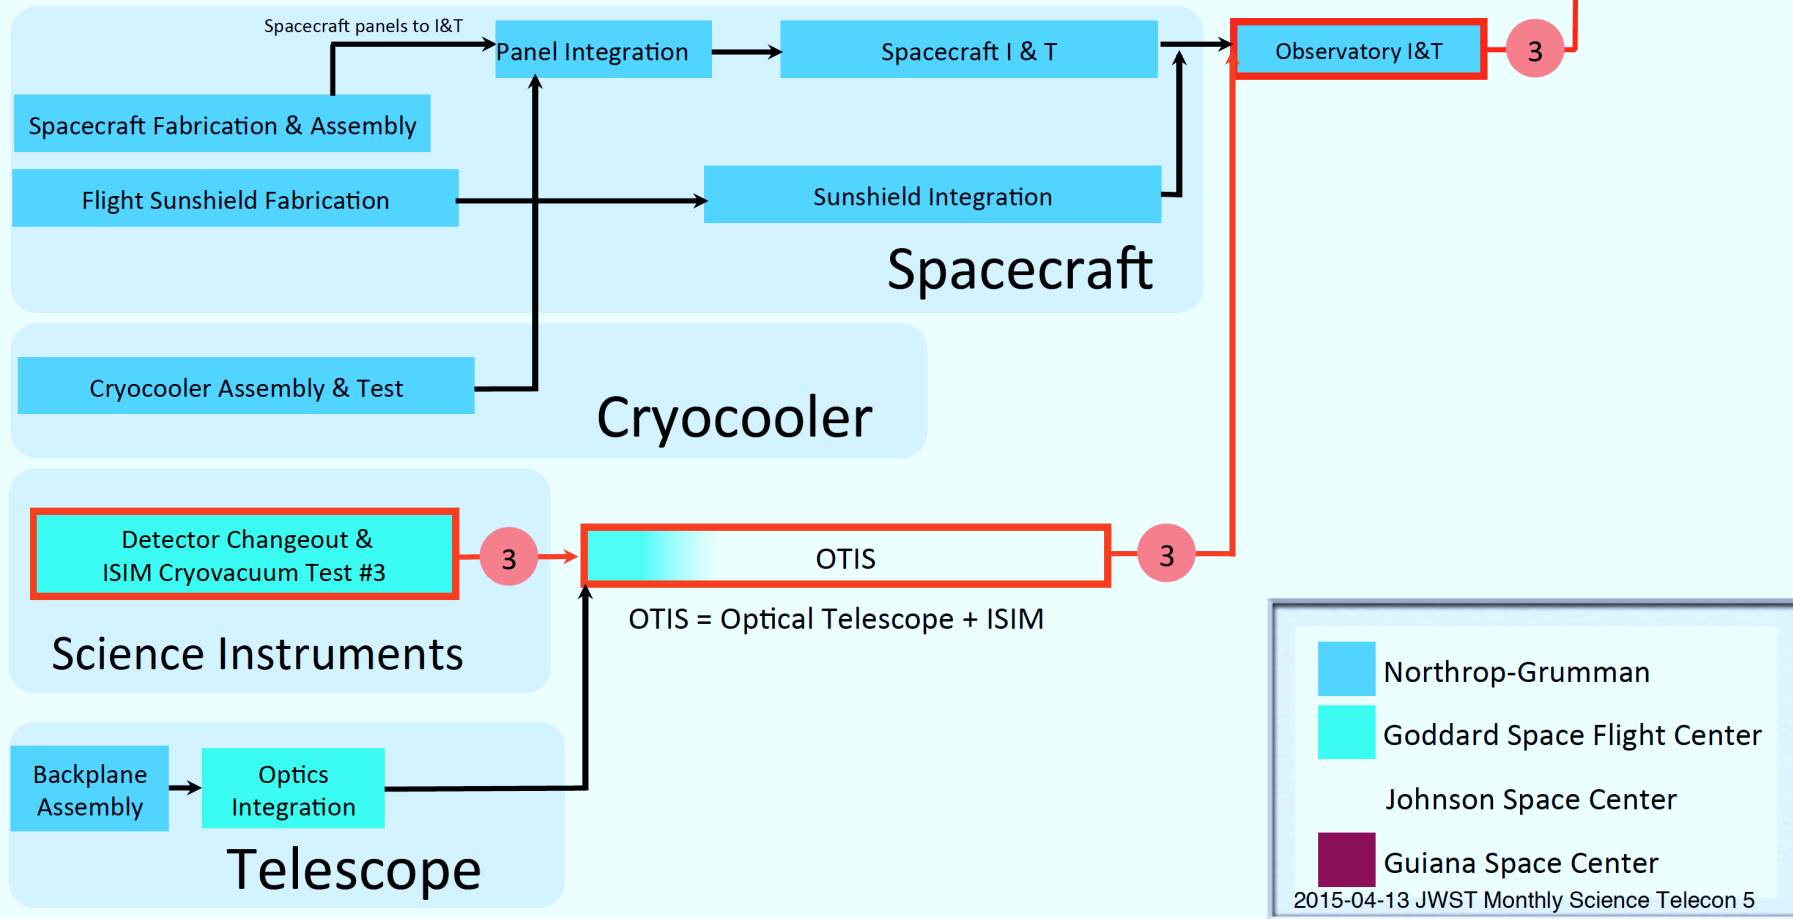 Spacecraft panels to I&T
Panel Integration
Spacecraft I & T
Observatory I&T
3
Spacecraft Fabrication & Assembly
Flight Sunshield Fabrication
Sunshield Integration
Spacecraft
Cryocooler Assembly & Test
Cryocooler
Detector Changeout &
ISIM Cryovacuum Test #3
3
OTIS
3
OTIS = Optical Telescope + ISIM
Science Instruments
Backplane
Assembly
Optics
Integration
Telescope
Northrop-Grumman
Goddard Space Flight Center
Johnson Space Center
Guiana Space Center
2015-04-13 JWST Monthly Science Telecon 5